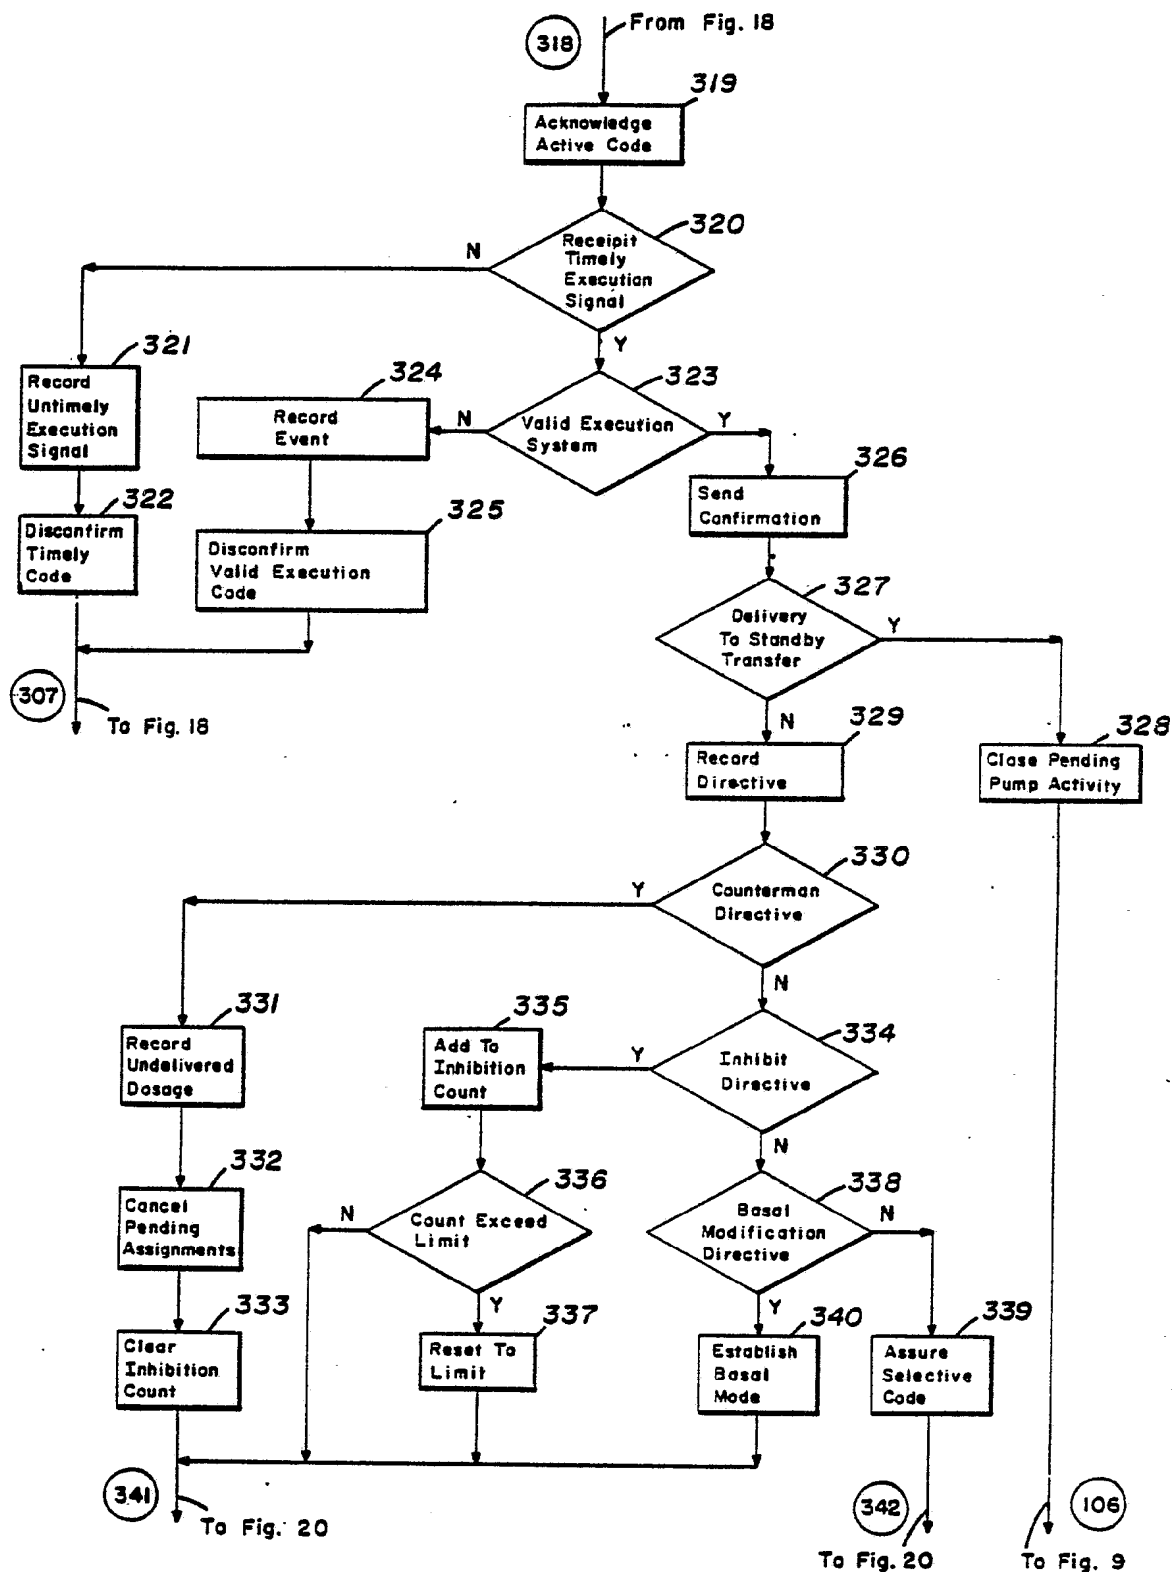 From Fig. 18
318
319
Acknowledge
Active Code
320
Receipit
Timely
Execution
Signal
N
Y
321
Record
Untimely
Execution
Signal
324
Record
Event
N
323
Valid Execution
System
Y
322
Disconfirm
Timely
Code
325
Disconfirm
Valid Execution
Code
326
Send
Confirmation
327
Delivery
To Standby
Transfer
Y
N
307
To Fig. 18
329
Record
Directive
328
Close Pending
Pump Activity
330
Counterman
Directive
Y
N
331
Record
Undelivered
Dosage
335
Add To
Inhibition
Count
Y
334
Inhibit
Directive
N
332
Cancel
Pending
Assignments
336
Count Exceed
Limit
N
Y
338
Basal
Modification
Directive
N
Y
333
Clear
Inhibition
Count
337
Reset To
Limit
340
Establish
Basal
Mode
339
Assure
Selective
Code
341
To Fig. 20
342
To Fig. 20
106
To Fig. 9